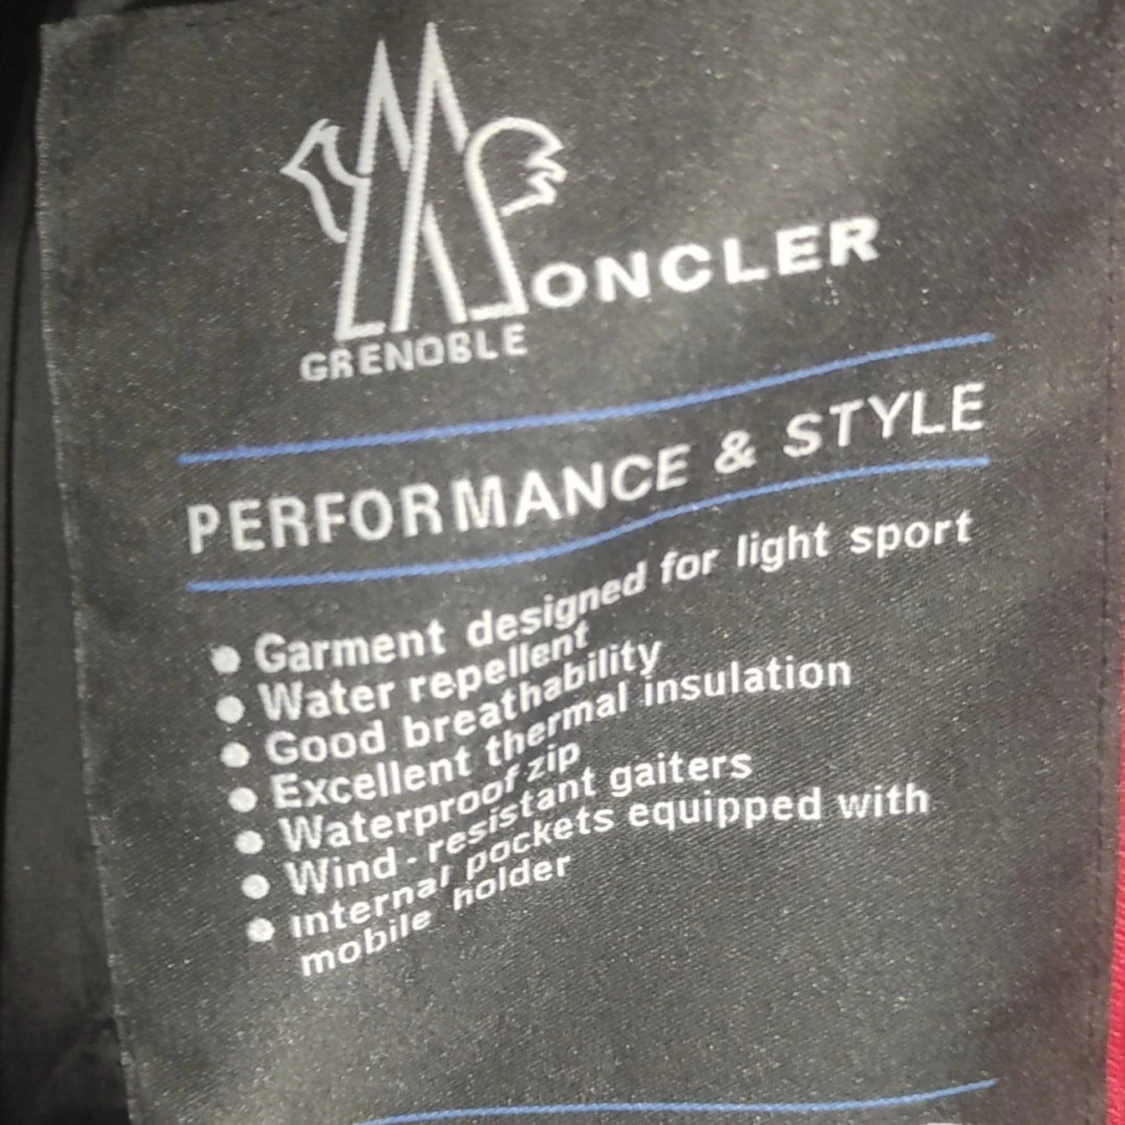 MONCLER
GRENOBLE
PERFORMANCE & STYLE
Garment designed for light sport
Water repellent
Good breathability
Excellent thermal insulation
Waterproof zip
Wind - resistant gaiters
Internal pockets equipped with
mobile holder